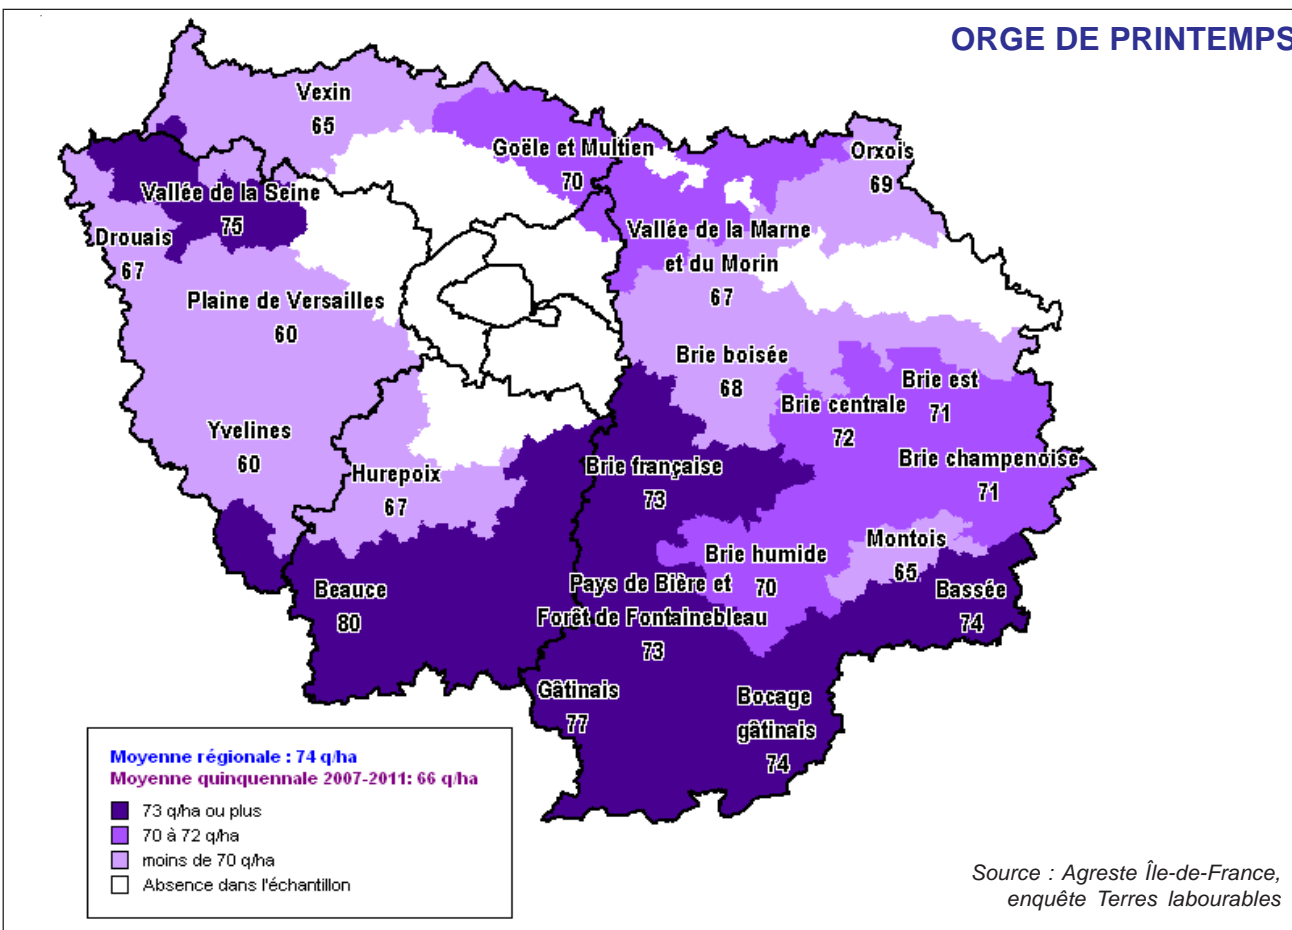 ORGE DE PRINTEMPS
Vexin
65
Goële et Multien
70
Orxois
69
Vallée de la Seine
75
Drouais
67
Vallée de la Marne
et du Morin
67
Plaine de Versailles
60
Brie boisée
68
Brie est
71
Brie centrale
72
Yvelines
60
Hurepoix
67
Brie française
73
Brie champenoise
71
Montois
65
Brie humide
70
Beauce
80
Pays de Bière et
Forêt de Fontainebleau
73
Bassée
74
Gâtinais
77
Bocage
gâtinais
74
Moyenne régionale : 74 q/ha
Moyenne quinquennale 2007-2011: 66 q/ha
73 q/ha ou plus
70 à 72 q/ha
moins de 70 q/ha
Absence dans l'échantillon
Source : Agreste Île-de-France,
enquête Terres labourables